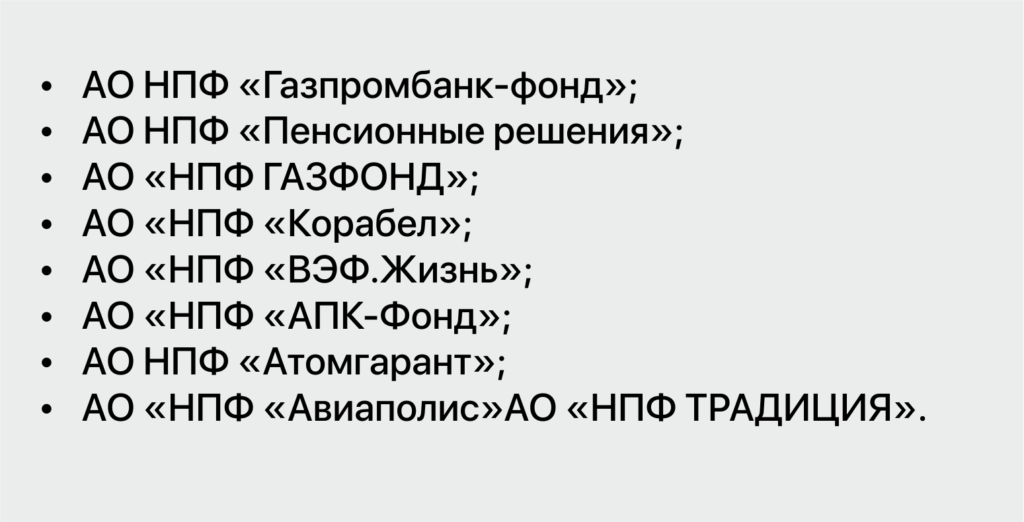 • АО НПФ «Газпромбанк-фонд»;
• АО НПФ «Пенсионные решения»;
• АО «НПФ ГАЗФОНД»;
• АО «НПФ «Корабел»;
• АО «НПФ «ВЭФ.Жизнь»;
• АО «НПФ «АПК-Фонд»;
• АО НПФ «Атомгарант»;
• АО «НПФ «Авиаполис»АО «НПФ ТРАДИЦИЯ».